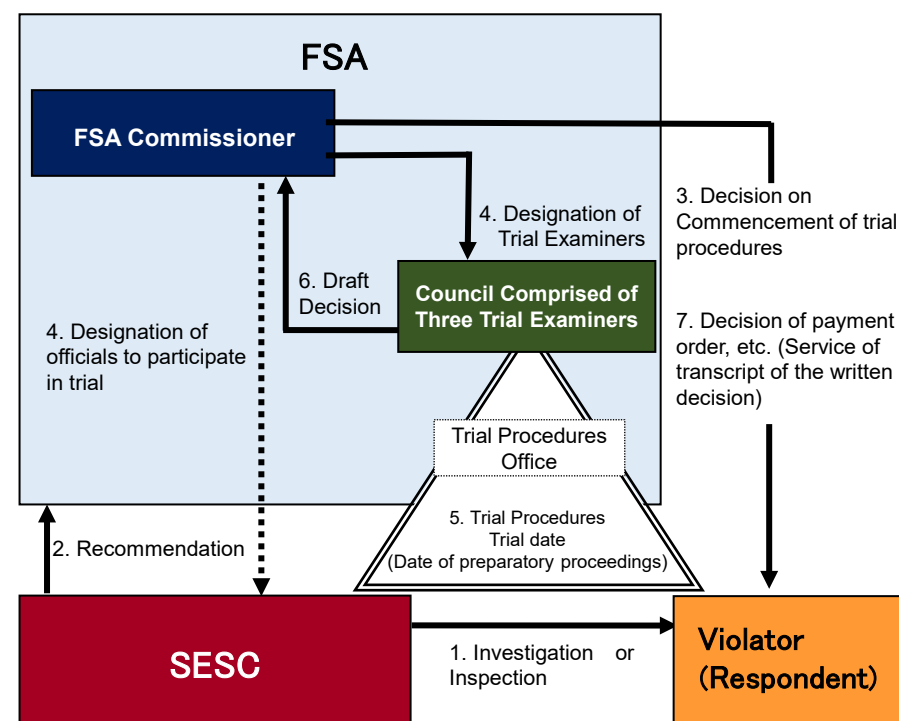 FSA
FSA Commissioner
3. Decision on
Commencement of trial
procedures
4. Designation of
Trial Examiners
6. Draft
Decision
Council Comprised of
Three Trial Examiners
7. Decision of payment
order, etc. (Service of
transcript of the written
decision)
4. Designation of
officials to participate
in trial
Trial Procedures
Office
5. Trial Procedures
Trial date
(Date of preparatory proceedings)
2. Recommendation
SESC
1. Investigation or
Inspection
Violator
(Respondent)